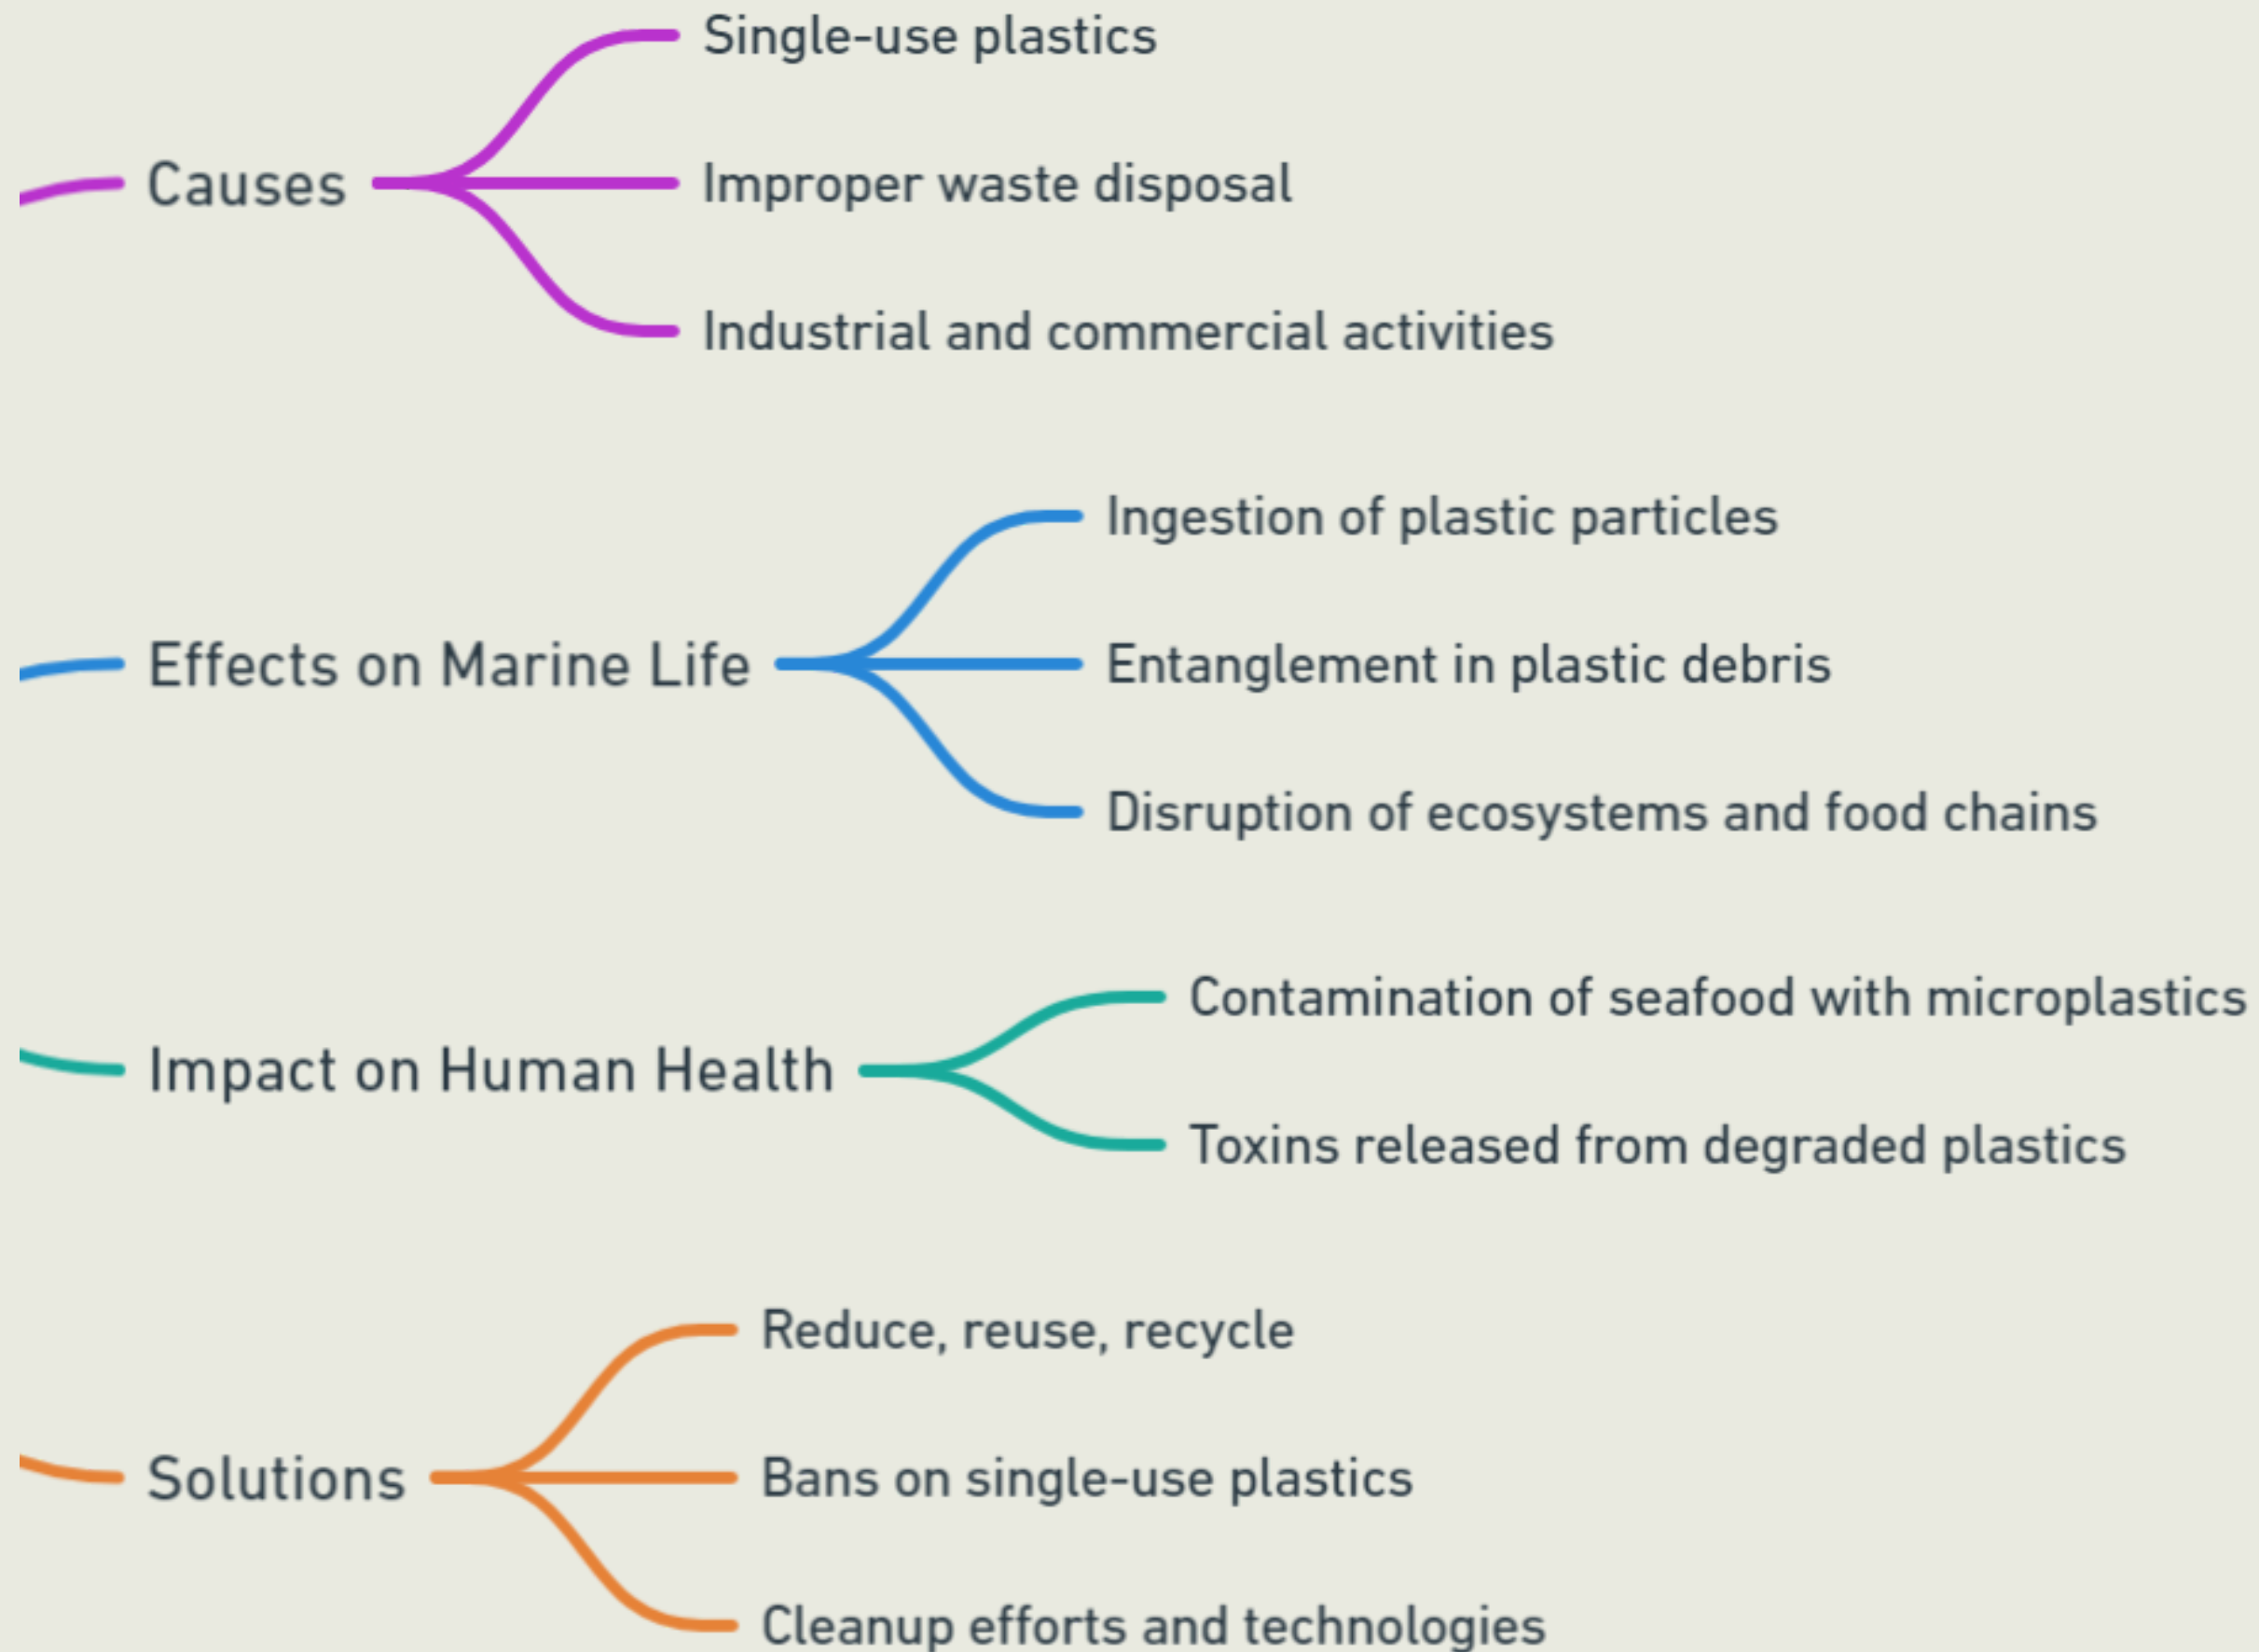 Single-use plastics
Causes
Improper waste disposal
Industrial and commercial activities
Ingestion of plastic particles
Effects on Marine Life
Entanglement in plastic debris
Disruption of ecosystems and food chains
Contamination of seafood with microplastics
Impact on Human Health
Toxins released from degraded plastics
Reduce, reuse, recycle
Solutions
Bans on single-use plastics
Cleanup efforts and technologies